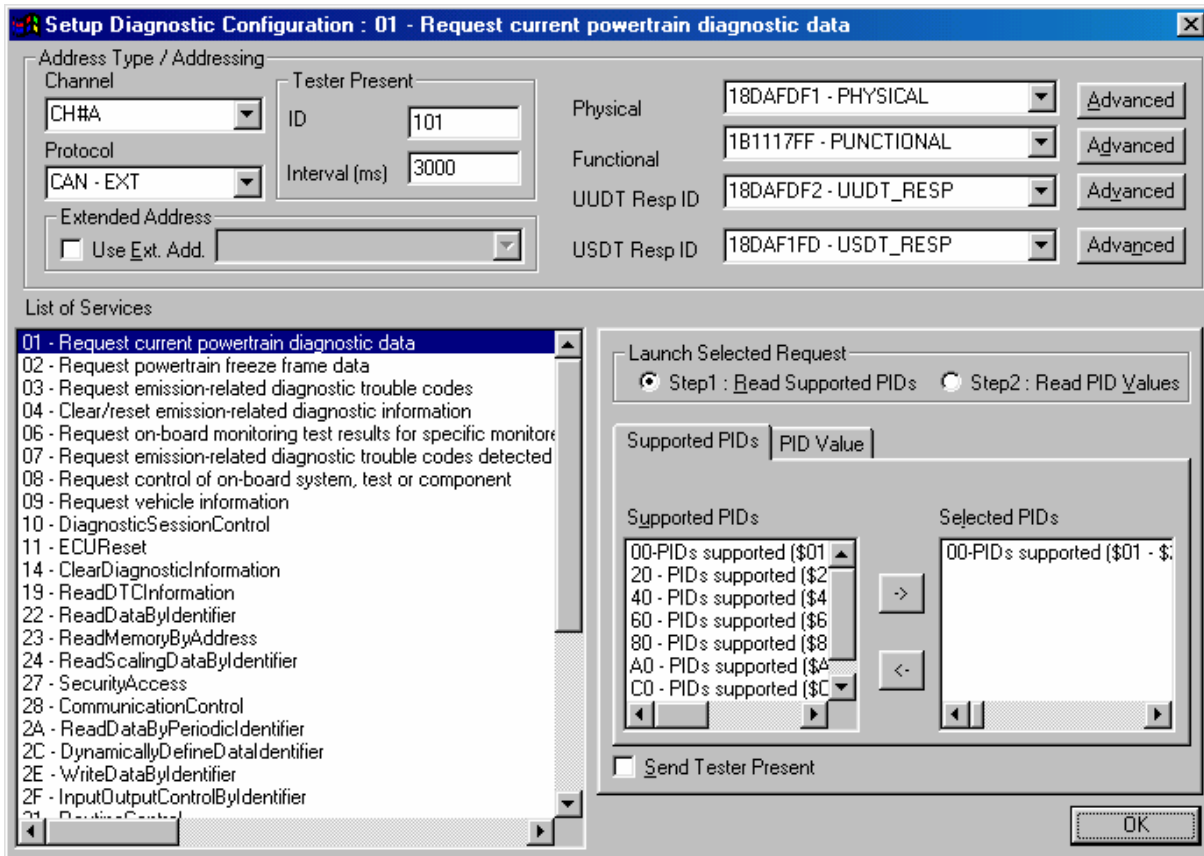 Setup Diagnostic Configuration : 01 - Request current powertrain diagnostic data
Address Type / Addressing
Channel
CH#A
Protocol
CAN - EXT
Tester Present
ID
101
Interval (ms)
3000
Extended Address
Use Ext. Add.
Physical
18DAFDF1 - PHYSICAL
Advanced
Functional
1B1117FF - PUNCTIONAL
Advanced
UUDT Resp ID
18DAFDF2 - UUDT_RESP
Advanced
USDT Resp ID
18DAF1FD - USDT_RESP
Advanced
List of Services
01 - Request current powertrain diagnostic data
02 - Request powertrain freeze frame data
03 - Request emission-related diagnostic trouble codes
04 - Clear/reset emission-related diagnostic information
06 - Request on-board monitoring test results for specific monitore
07 - Request emission-related diagnostic trouble codes detected
08 - Request control of on-board system, test or component
09 - Request vehicle information
10 - DiagnosticSessionControl
11 - ECUReset
14 - ClearDiagnosticInformation
19 - ReadDTCInformation
22 - ReadDataByIdentifier
23 - ReadMemoryByAddress
24 - ReadScalingDataByIdentifier
27 - SecurityAccess
28 - CommunicationControl
2A - ReadDataByPeriodicIdentifier
2C - DynamicallyDefineDataIdentifier
2E - WriteDataByIdentifier
2F - InputOutputControlByIdentifier
31 - RoutineControl
Launch Selected Request
Step1 : Read Supported PIDs
Step2 : Read PID Values
Supported PIDs
PID Value
Supported PIDs
00-PIDs supported ($01
20 - PIDs supported ($2
40 - PIDs supported ($4
60 - PIDs supported ($6
80 - PIDs supported ($8
A0 - PIDs supported ($A
C0 - PIDs supported ($C
->
<-
Selected PIDs
00-PIDs supported ($01 - $2
Send Tester Present
OK